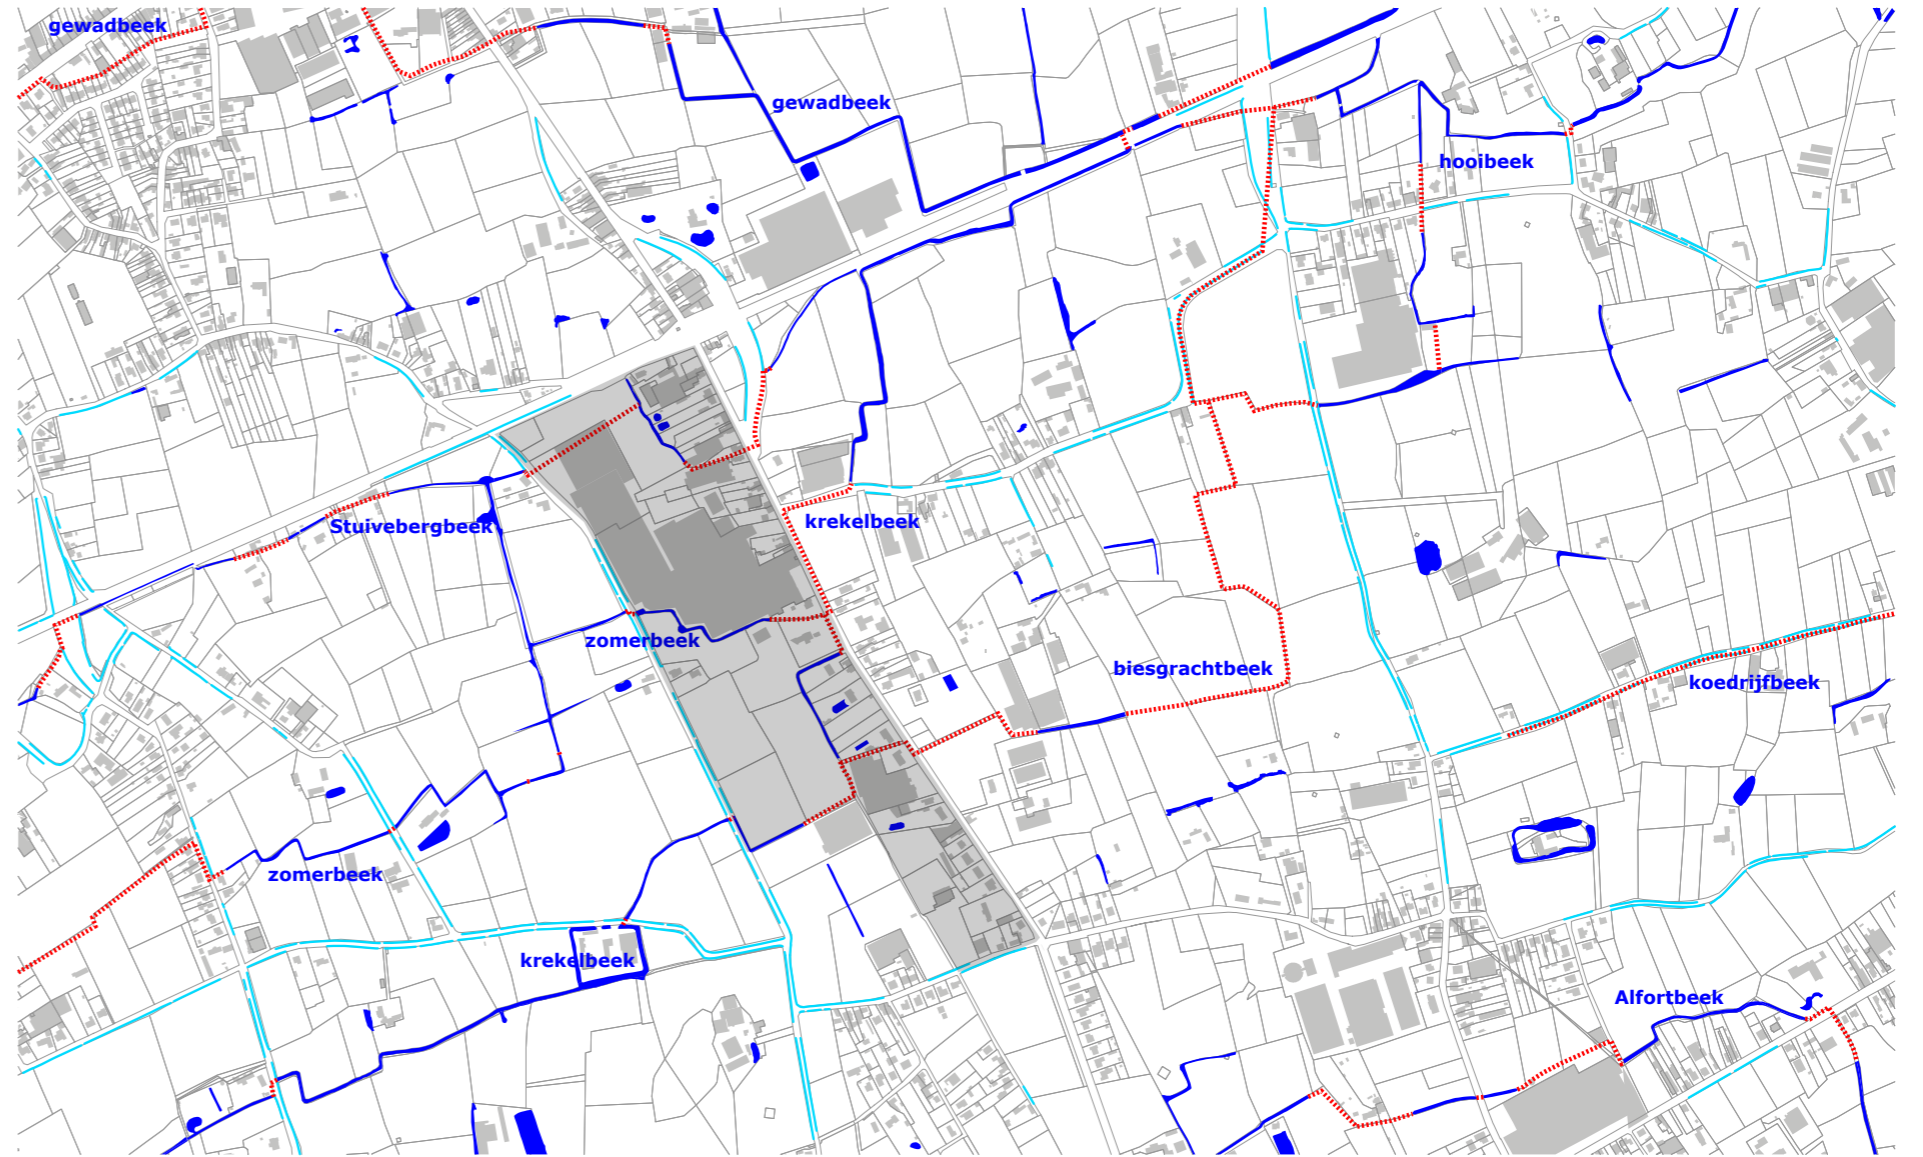 gewadbeek
gewadbeek
hooibeek
Stuivebergbeek
krekelbeek
zomerbeek
biesgrachtbeek
koedrijfbeek
zomerbeek
krekelbeek
Alfortbeek